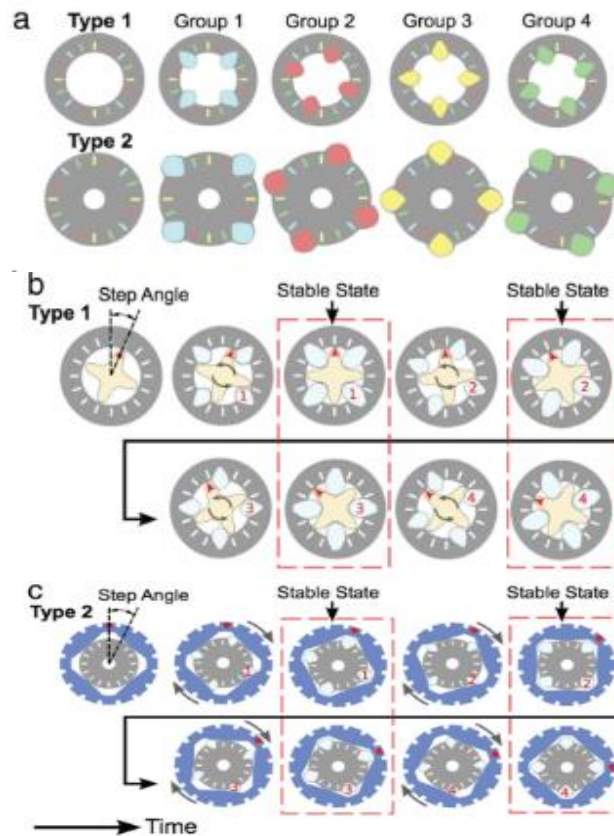 a
Type 1 Group 1 Group 2 Group 3 Group 4
Type 2
b
Step Angle
Type 1
Stable State
Stable State
1 1 2 2
3 3 4 4
c
Step Angle
Type 2
Stable State
Stable State
1 1 2 2
3 3 4 4
Time